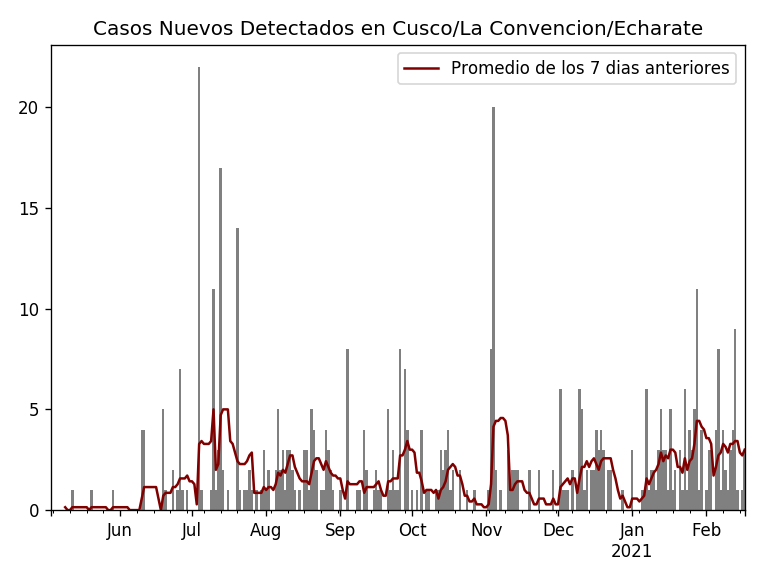 Casos Nuevos Detectados en Cusco/La Convencion/Echarate
Promedio de los 7 dias anteriores
20
15
10
5
0
Jun Jul Aug Sep Oct Nov Dec Jan Feb
2021